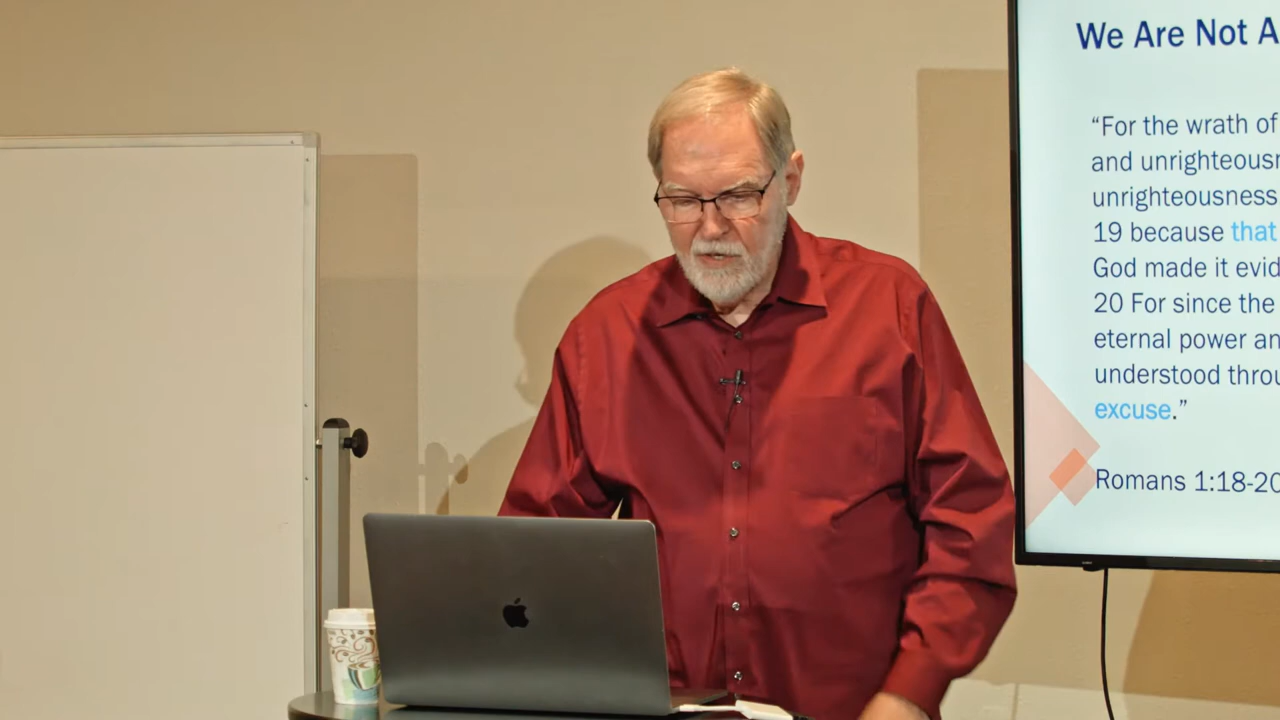 We Are Not A
“For the wrath of
and unrighteousn
unrighteousness
19 because that
God made it evid
20 For since the
eternal power an
understood throu
excuse.”
Romans 1:18-20